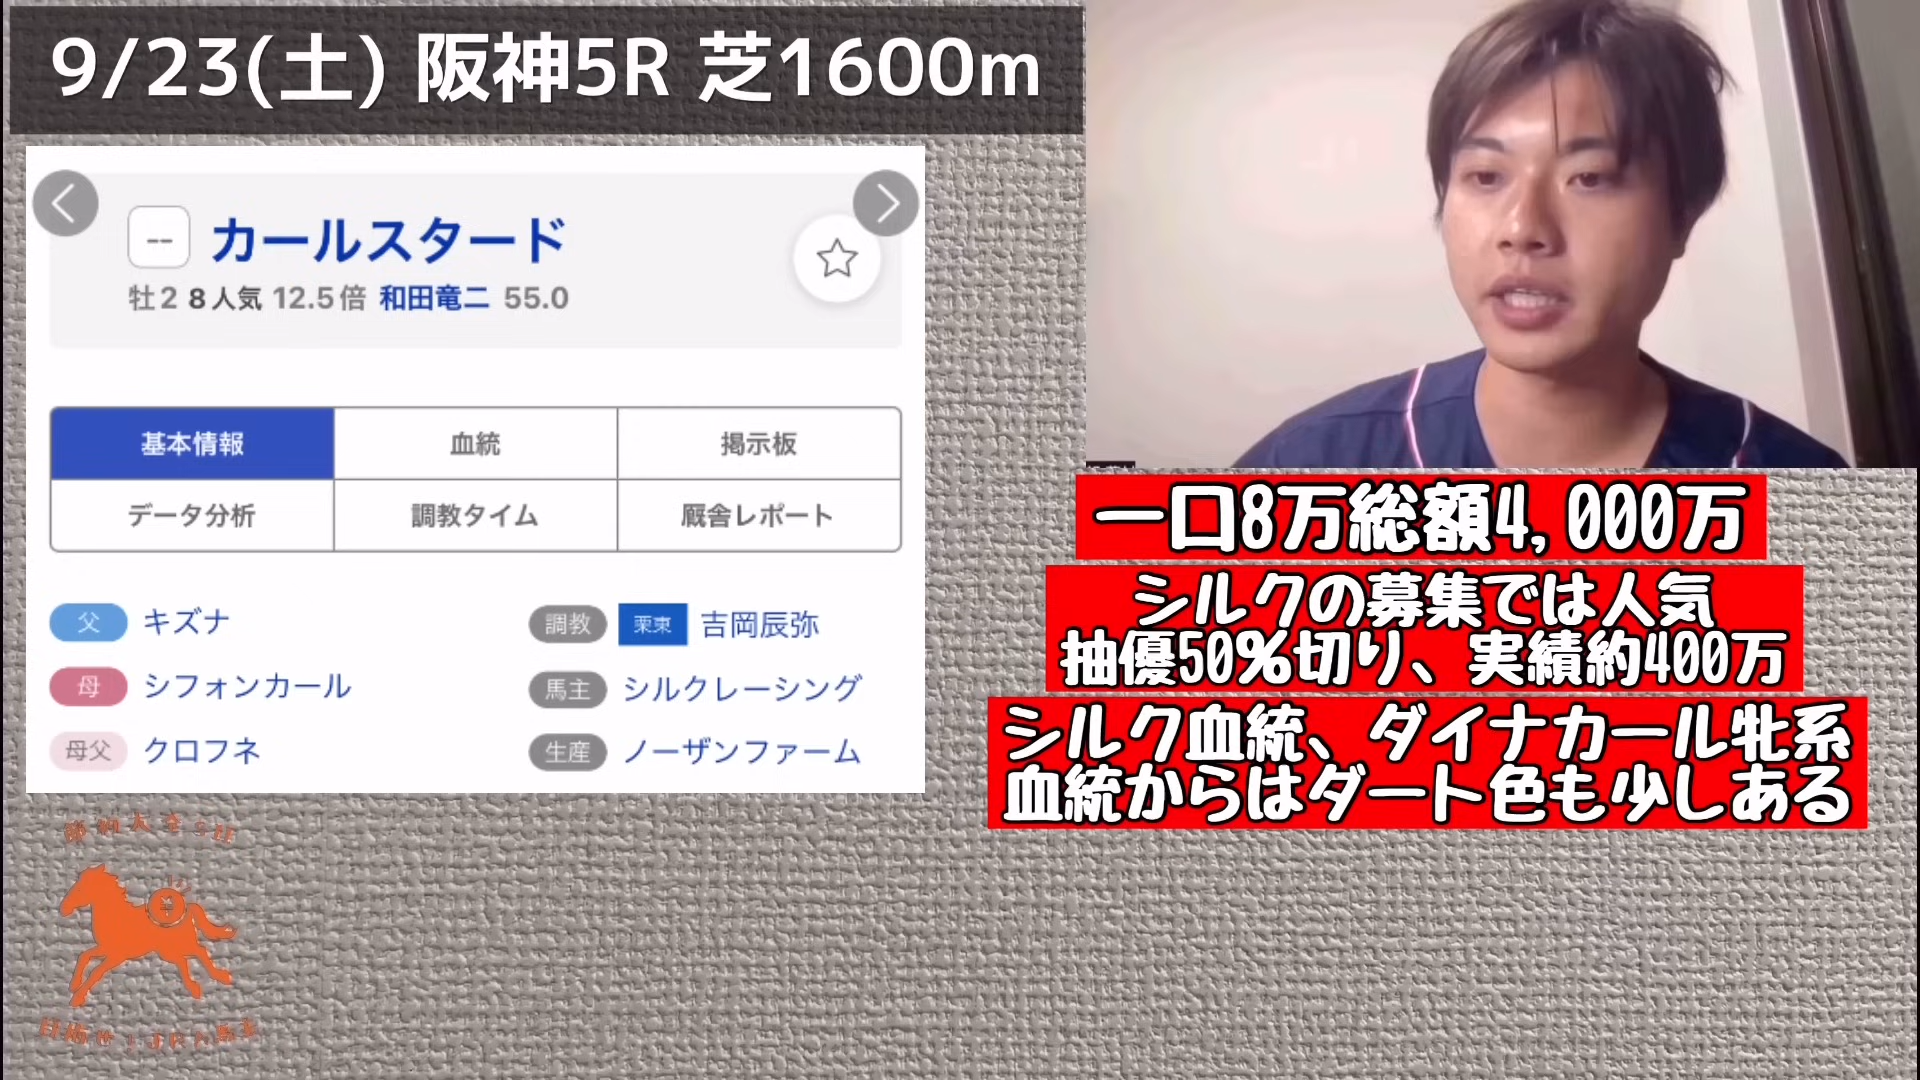 9/23(土) 阪神5R 芝1600m
-- カールスタード
牡2 8人気 12.5倍 和田竜二 55.0
基本情報 血統 掲示板
データ分析 調教タイム 厩舎レポート
父 キズナ 調教 栗東 吉岡辰弥
母 シフォンカール 馬主 シルクレーシング
母父 クロフネ 生産 ノーザンファーム
一口8万総額4,000万
シルクの募集では人気
抽優50%切り、実績約400万
シルク血統、ダイナカール牝系
血統からはダート色も少しある